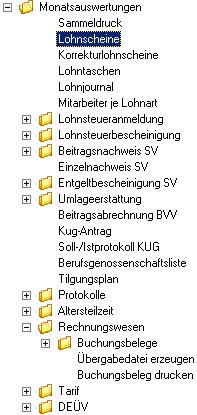 Monatsauswertungen
Sammeldruck
Lohnscheine
Korrekturlohnscheine
Lohntaschen
Lohnjournal
Mitarbeiter je Lohnart
Lohnsteueranmeldung
Lohnsteuerbescheinigung
Beitragsnachweis SV
Einzelnachweis SV
Entgeltbescheinigung SV
Umlageerstattung
Beitragsabrechnung BVV
Kug-Antrag
Soll-/Istprotokoll KUG
Berufsgenossenschaftsliste
Tilgungsplan
Protokolle
Altersteilzeit
Rechnungswesen
Buchungsbelege
Übergabedatei erzeugen
Buchungsbeleg drucken
Tarif
DEÜV